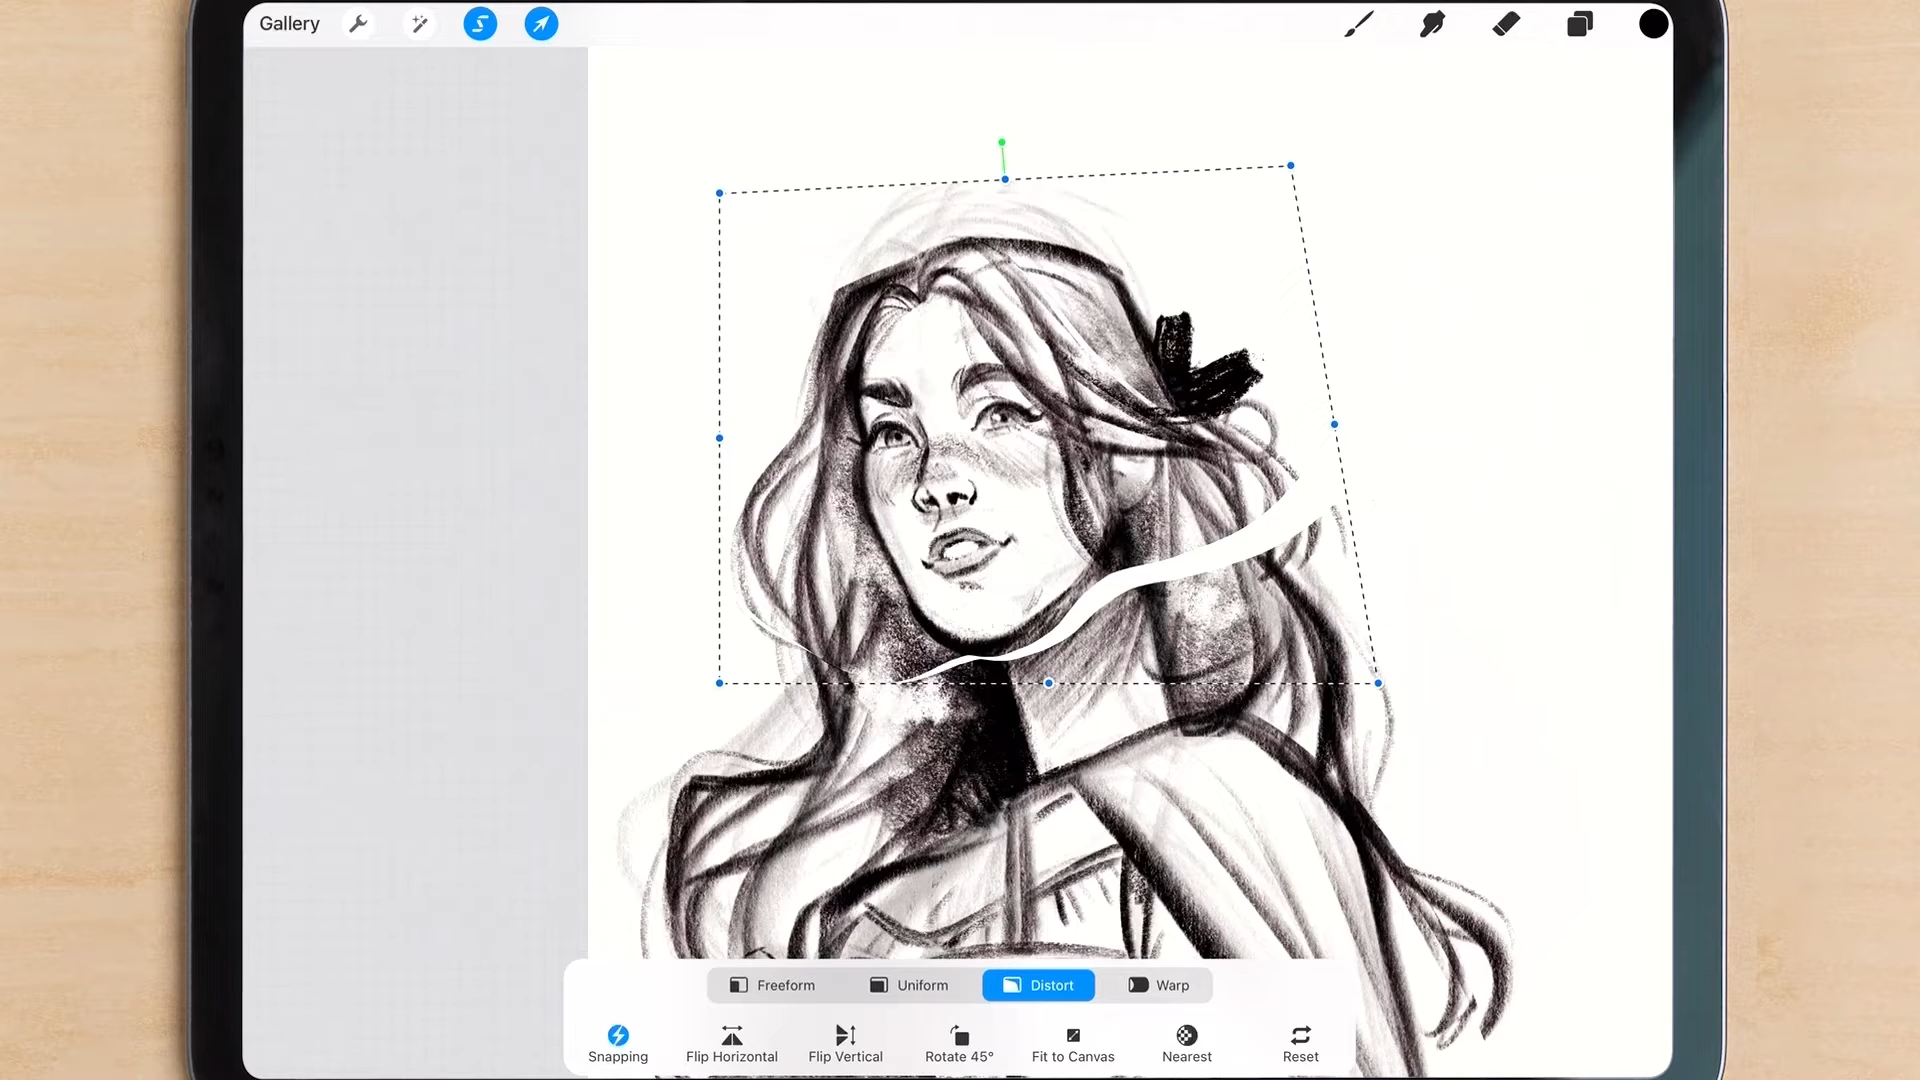 Gallery
Freeform Uniform Distort Warp
Snapping Flip Horizontal Flip Vertical Rotate 45° Fit to Canvas Nearest Reset